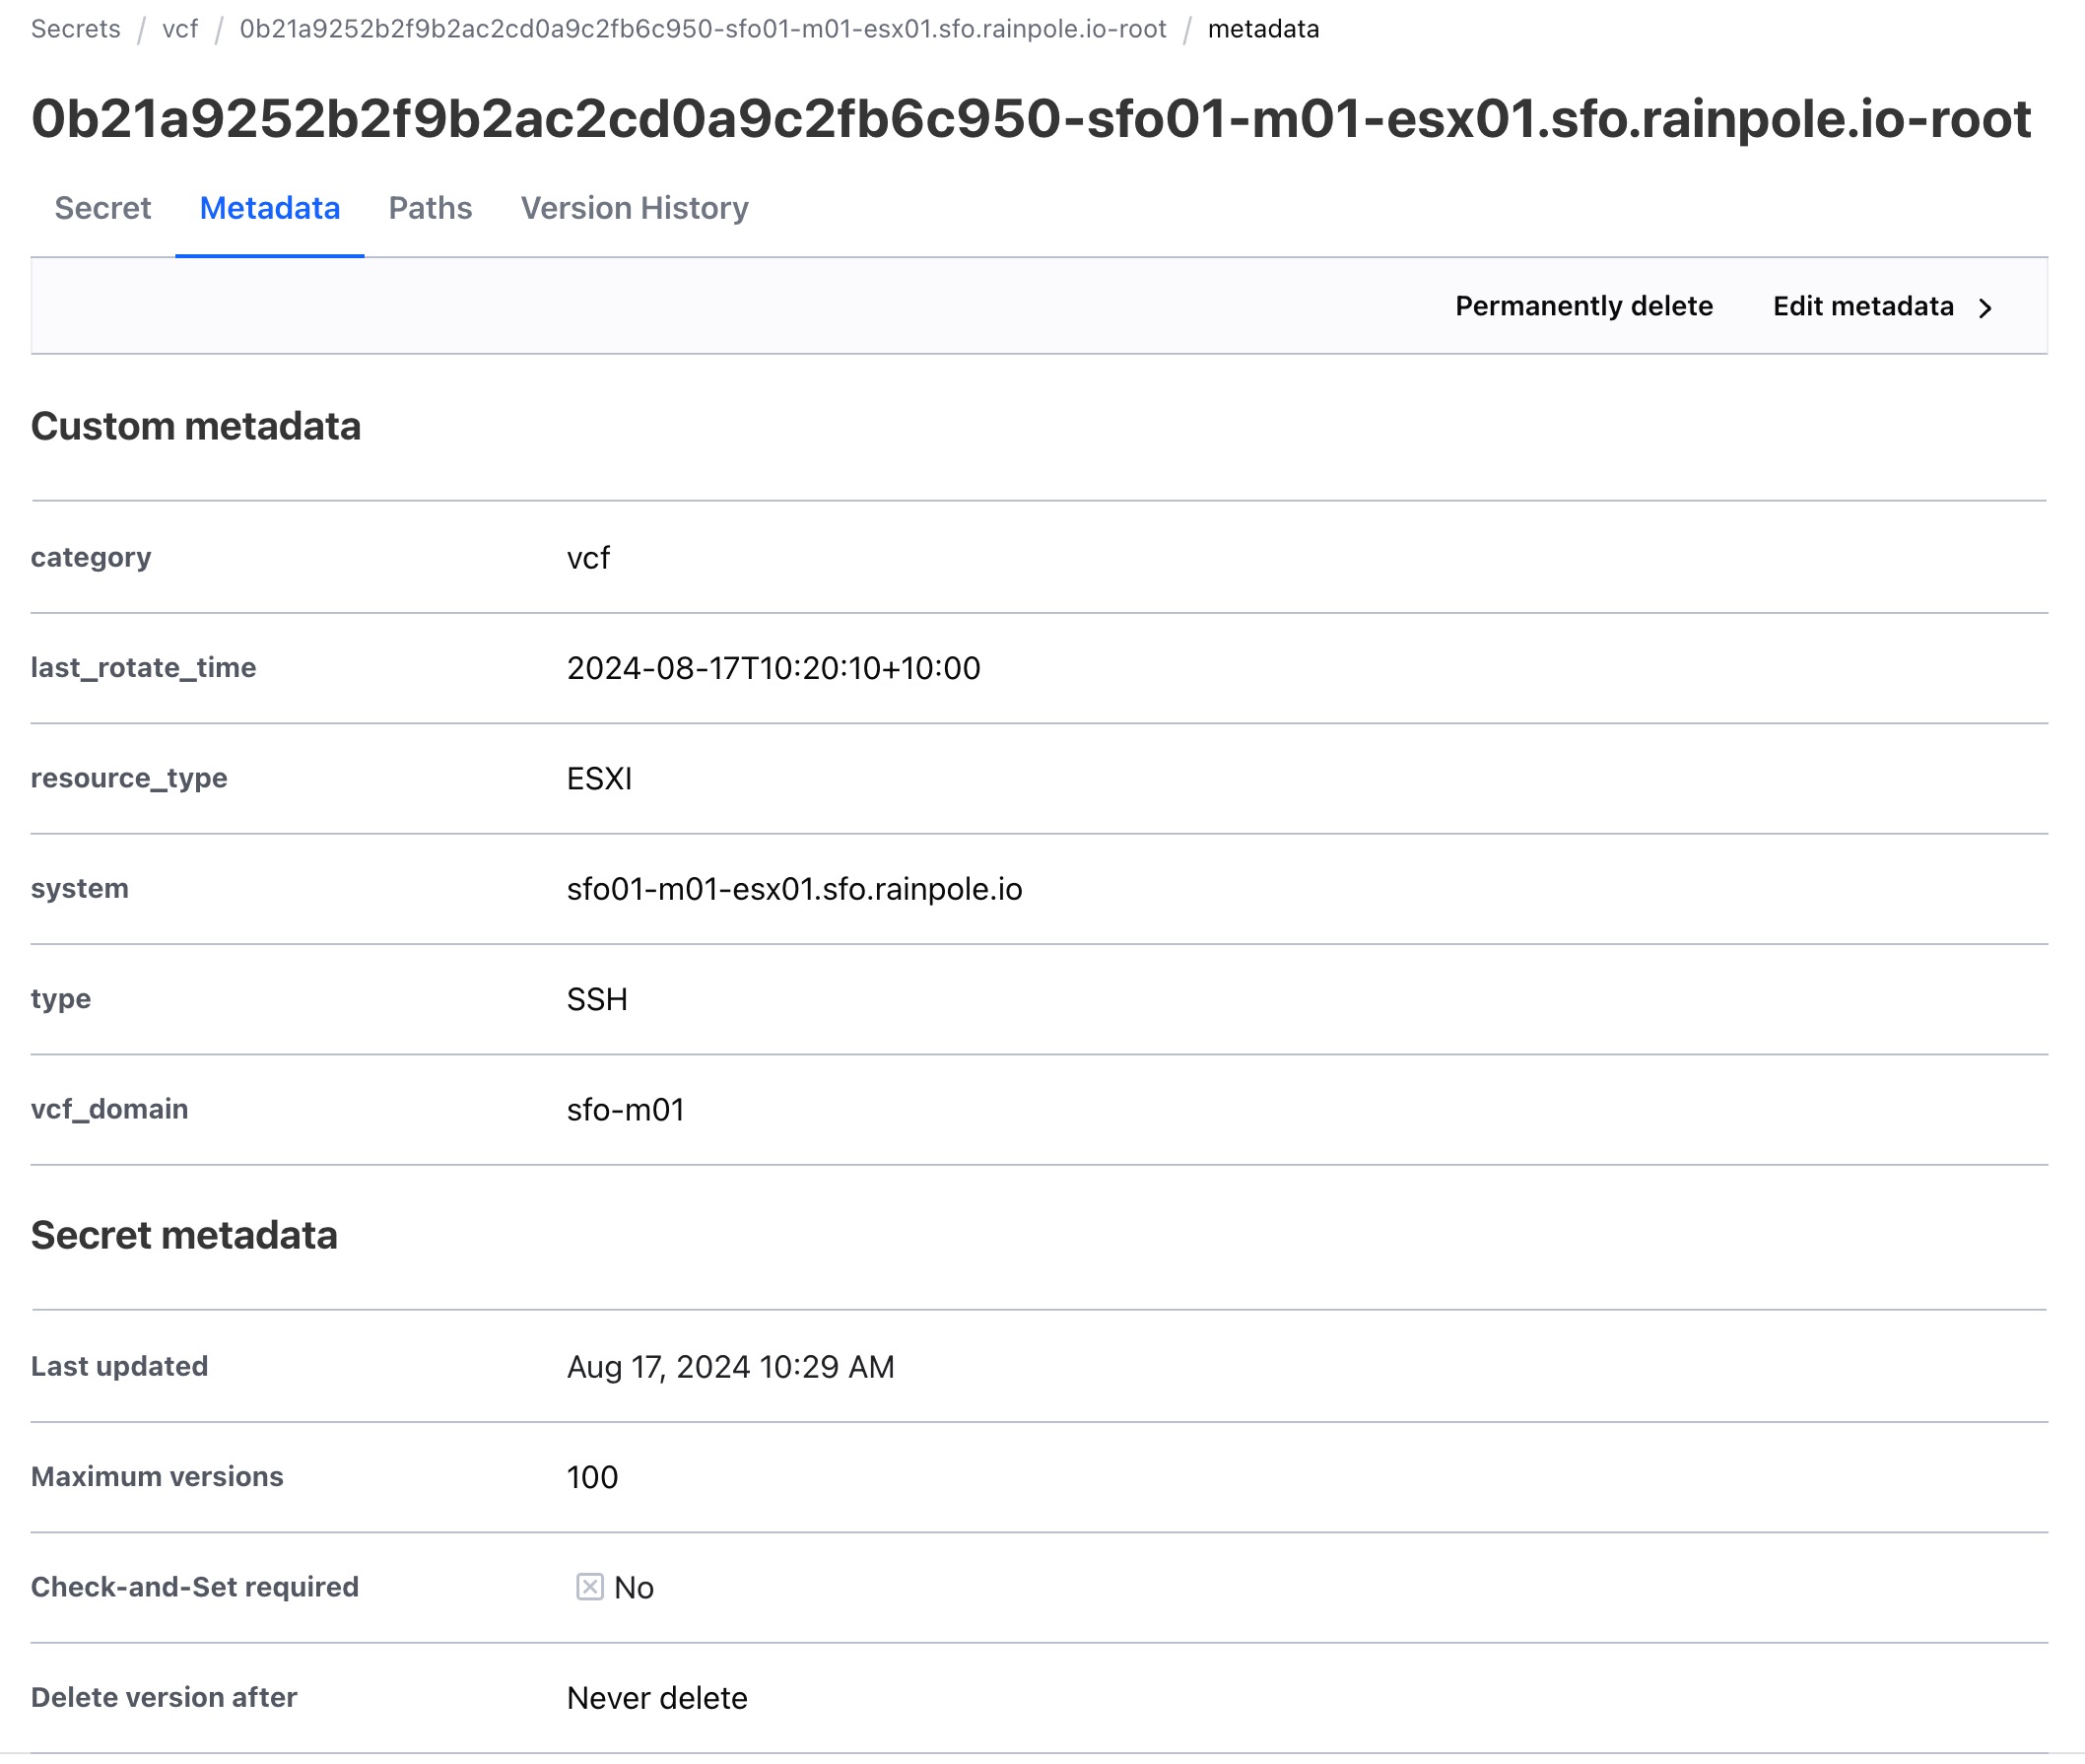 Secrets / vcf / 0b21a9252b2f9b2ac2cd0a9c2fb6c950-sfo01-m01-esx01.sfo.rainpole.io-root / metadata
0b21a9252b2f9b2ac2cd0a9c2fb6c950-sfo01-m01-esx01.sfo.rainpole.io-root
Secret Metadata Paths Version History
Permanently delete Edit metadata >
Custom metadata
category vcf
last_rotate_time 2024-08-17T10:20:10+10:00
resource_type ESXI
system sfo01-m01-esx01.sfo.rainpole.io
type SSH
vcf_domain sfo-m01
Secret metadata
Last updated Aug 17, 2024 10:29 AM
Maximum versions 100
Check-and-Set required No
Delete version after Never delete